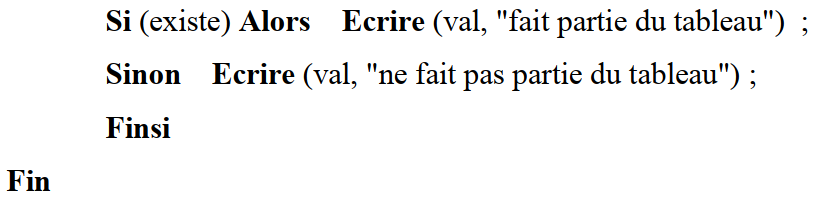 Si (existe) Alors Ecrire (val, "fait partie du tableau") ;
Sinon Ecrire (val, "ne fait pas partie du tableau") ;
Finsi
Fin